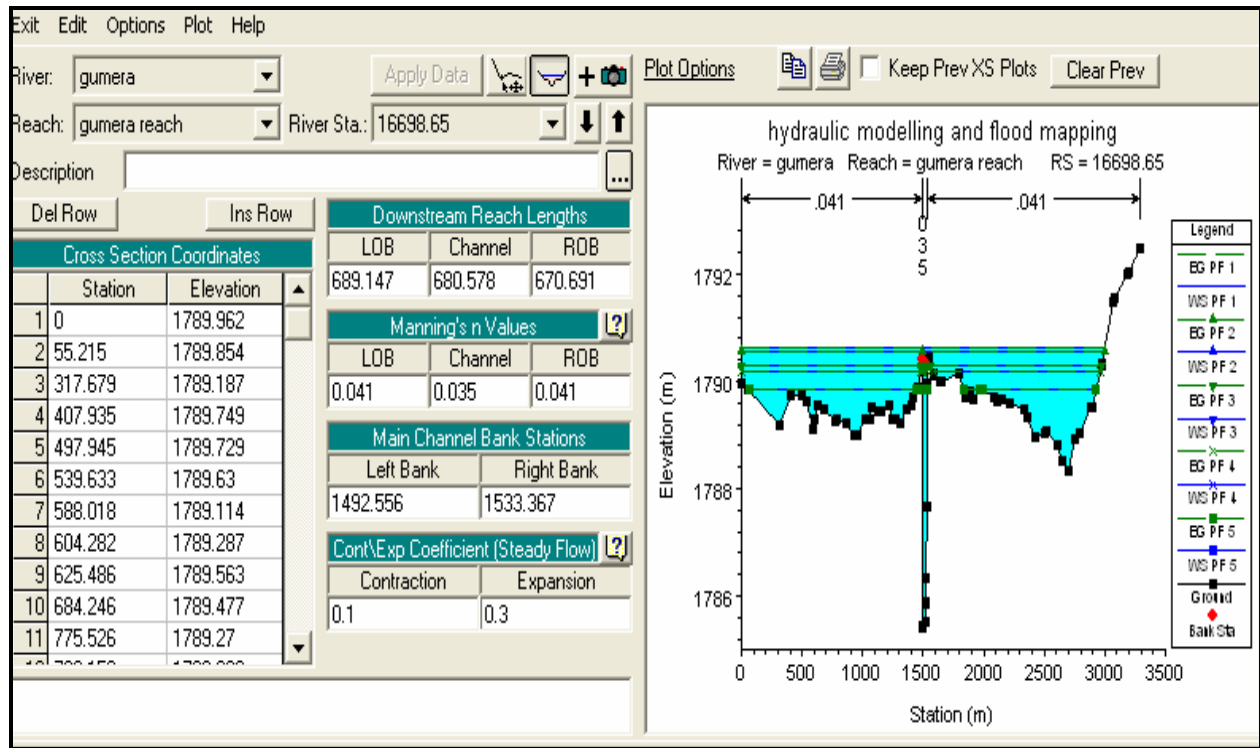 Exit Edit Options Plot Help
River: gumera
Apply Data
Reach: gumera reach River Sta.: 16698.65
Description ...
Del Row Ins Row
Cross Section Coordinates
Station Elevation
1 0 1789.962
2 55.215 1789.854
3 317.679 1789.187
4 407.935 1789.749
5 497.945 1789.729
6 539.633 1789.63
7 588.018 1789.114
8 604.282 1789.287
9 625.486 1789.563
10 684.246 1789.477
11 775.526 1789.27
Downstream Reach Lengths
LOB Channel ROB
689.147 680.578 670.691
Manning's n Values
LOB Channel ROB
0.041 0.035 0.041
Main Channel Bank Stations
Left Bank Right Bank
1492.556 1533.367
Cont\Exp Coefficient (Steady Flow)
Contraction Expansion
0.1 0.3
Plot Options Keep Prev XS Plots Clear Prev
hydraulic modelling and flood mapping
River = gumera Reach = gumera reach RS = 16698.65
.041 .041
0
3
5
Elevation (m)
1792
1790
1788
1786
0 500 1000 1500 2000 2500 3000 3500
Station (m)
Legend
EG PF 1
WS PF 1
EG PF 2
WS PF 2
EG PF 3
WS PF 3
EG PF 4
WS PF 4
EG PF 5
WS PF 5
Ground
Bank Sta